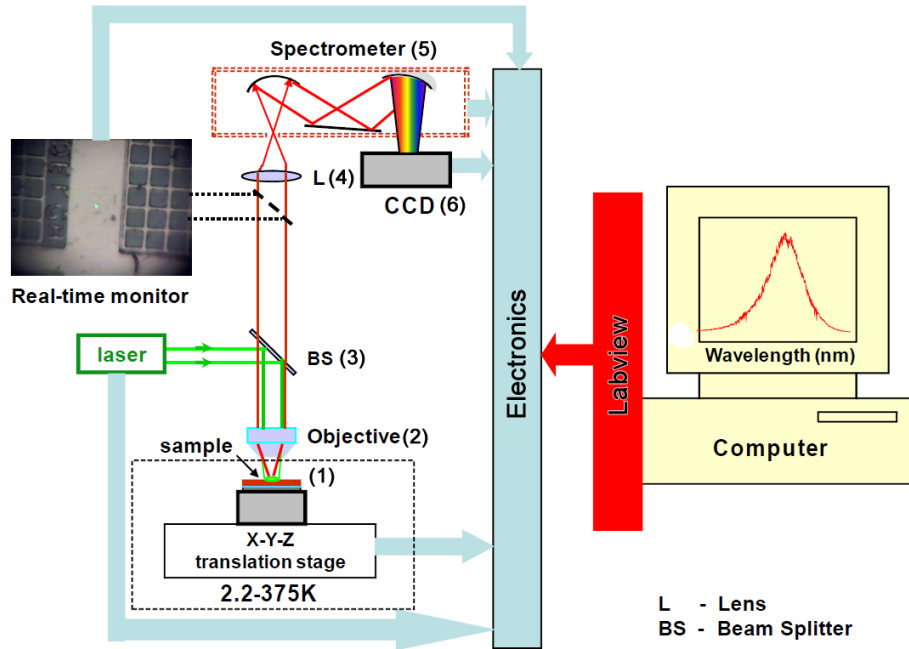 Spectrometer (5)
L (4)
CCD (6)
Real-time monitor
laser
BS (3)
Objective (2)
sample
(1)
X-Y-Z
translation stage
2.2-375K
Electronics
Labview
Wavelength (nm)
Computer
L - Lens
BS - Beam Splitter